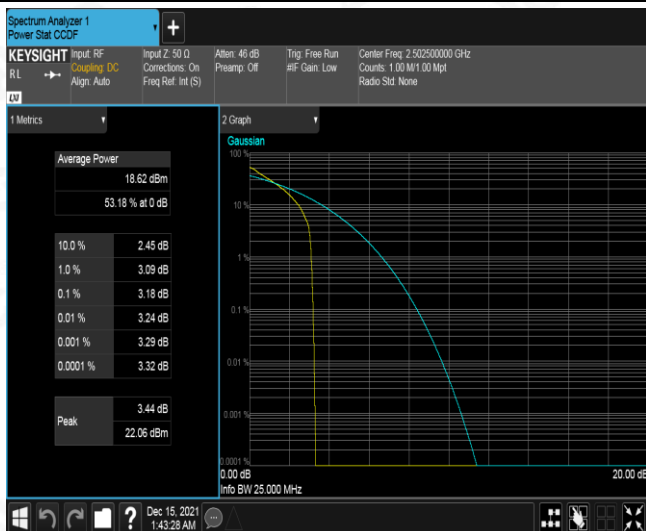 Spectrum Analyzer 1
Power Stat CCDF
+
KEYSIGHT
RL
LXI
Input: RF
Coupling: DC
Align: Auto
Input Z: 50 Ω
Corrections: On
Freq Ref: Int (S)
Atten: 46 dB
Preamp: Off
Trig: Free Run
#IF Gain: Low
Center Freq: 2.502500000 GHz
Counts: 1.00 M/1.00 Mpt
Radio Std: None
1 Metrics
Average Power
18.62 dBm
53.18 % at 0 dB
10.0 % 2.45 dB
1.0 % 3.09 dB
0.1 % 3.18 dB
0.01 % 3.24 dB
0.001 % 3.29 dB
0.0001 % 3.32 dB
Peak
3.44 dB
22.06 dBm
2 Graph
Gaussian
100 %
10 %
1 %
0.1 %
0.01 %
0.001 %
0.0001 %
0.00 dB
20.00 dB
Info BW 25.000 MHz
?
Dec 15, 2021
1:43:28 AM